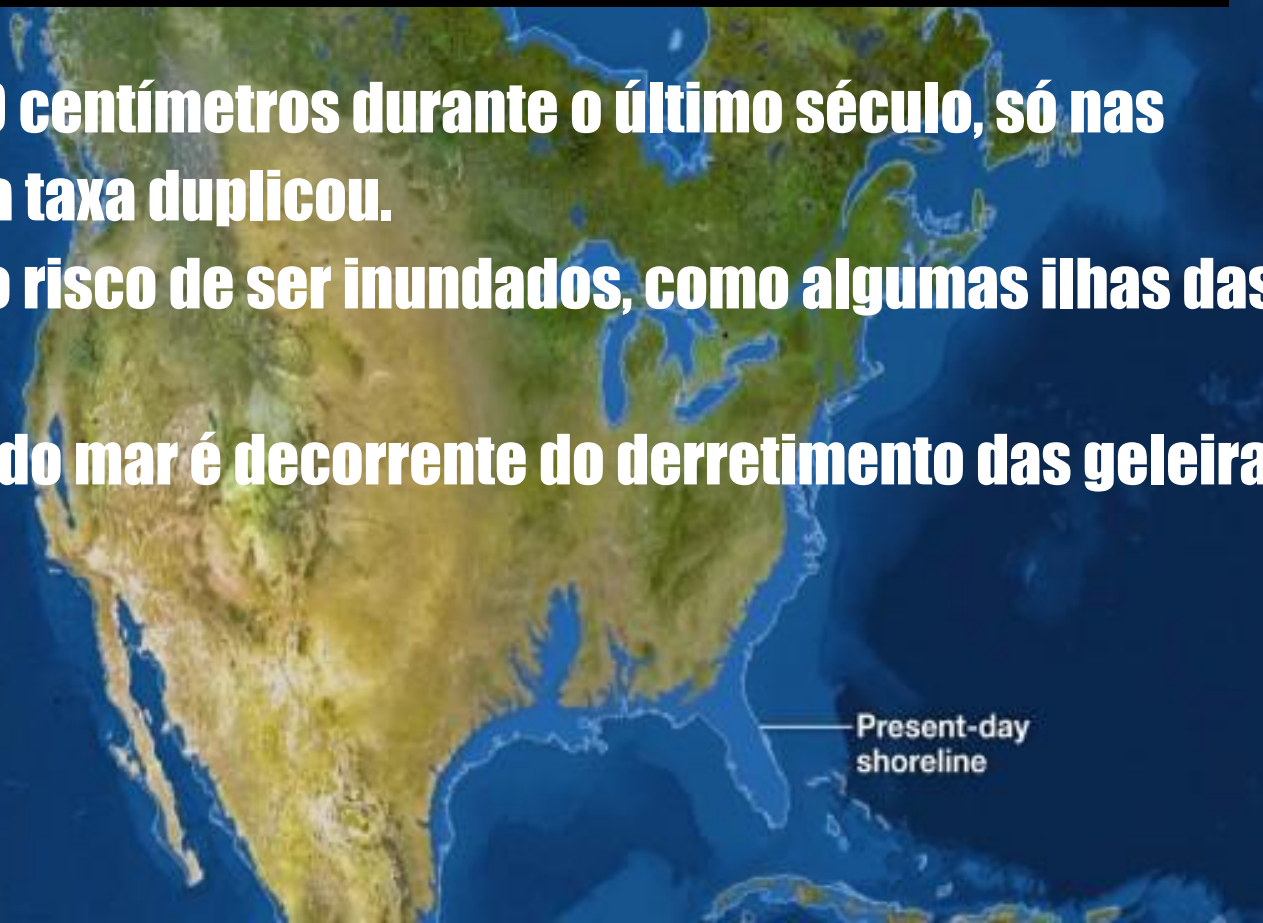 centímetros durante o último século, só nas
taxa duplicou.
risco de ser inundados, como algumas ilhas das
do mar é decorrente do derretimento das geleira
Present-day
shoreline